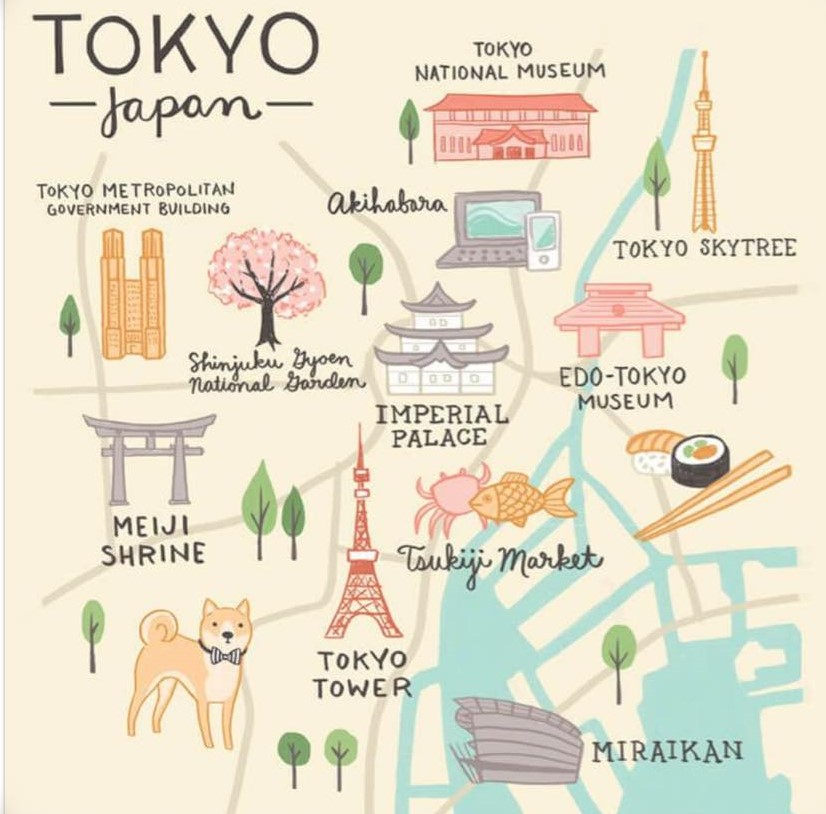 TOKYO
Japan
TOKYO
NATIONAL MUSEUM
TOKYO METROPOLITAN
GOVERNMENT BUILDING
Akihabara
TOKYO SKYTREE
Shinjuku Gyoen
National Garden
IMPERIAL
PALACE
EDO-TOKYO
MUSEUM
MEIJI
SHRINE
Tsukiji Market
TOKYO
TOWER
MIRAIKAN